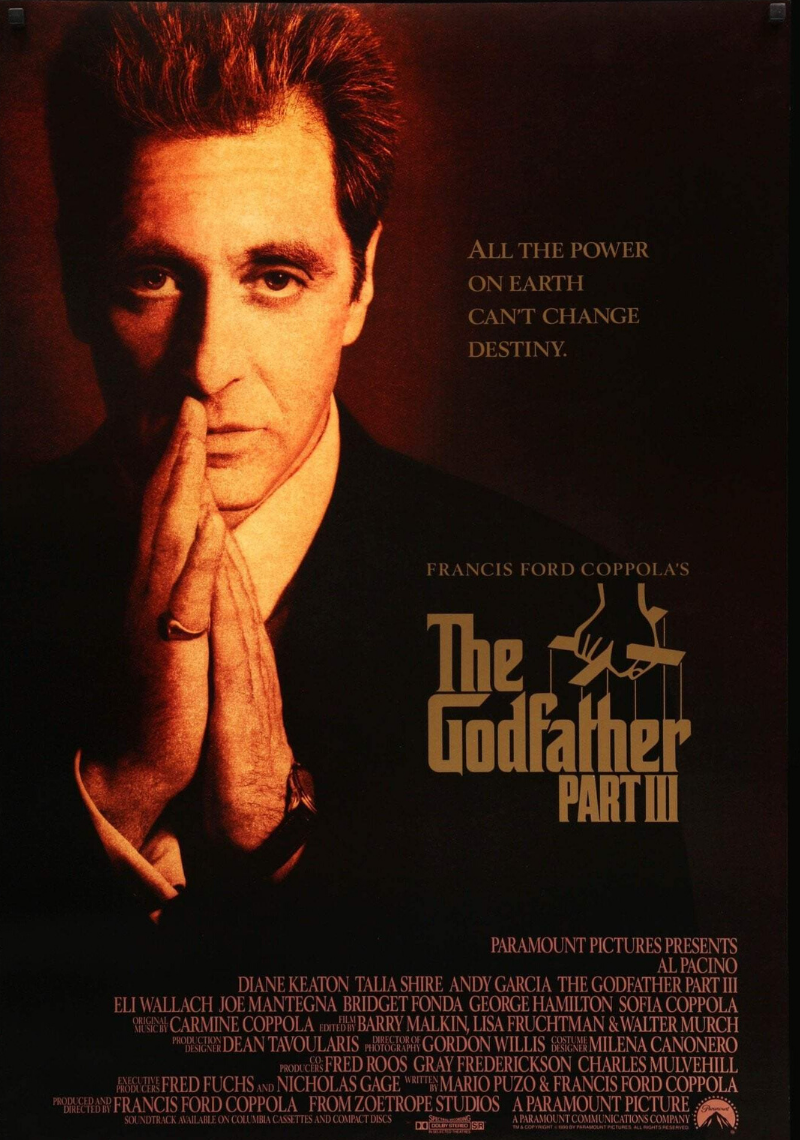 ALL THE POWER
ON EARTH
CAN'T CHANGE
DESTINY.
FRANCIS FORD COPPOLA'S
The
Godfather
PART III
PARAMOUNT PICTURES PRESENTS
AL PACINO
DIANE KEATON TALIA SHIRE ANDY GARCIA THE GODFATHER PART III
ELI WALLACH JOE MANTEGNA BRIDGET FONDA GEORGE HAMILTON SOFIA COPPOLA
ORIGINAL MUSIC BY CARMINE COPPOLA FILM EDITED BY BARRY MALKIN, LISA FRUCHTMAN & WALTER MURCH
PRODUCTION DESIGNER DEAN TAVOULARIS DIRECTOR OF PHOTOGRAPHY GORDON WILLIS COSTUME DESIGNER MILENA CANONERO
CO-PRODUCERS FRED ROOS GRAY FREDERICKSON CHARLES MULVEHILL
EXECUTIVE PRODUCERS FRED FUCHS AND NICHOLAS GAGE WRITTEN BY MARIO PUZO & FRANCIS FORD COPPOLA
PRODUCED AND DIRECTED BY FRANCIS FORD COPPOLA FROM ZOETROPE STUDIOS A PARAMOUNT PICTURE
SOUNDTRACK AVAILABLE ON COLUMBIA CASSETTES AND COMPACT DISCS DOLBY STEREO SR A PARAMOUNT COMMUNICATIONS COMPANY
Paramount